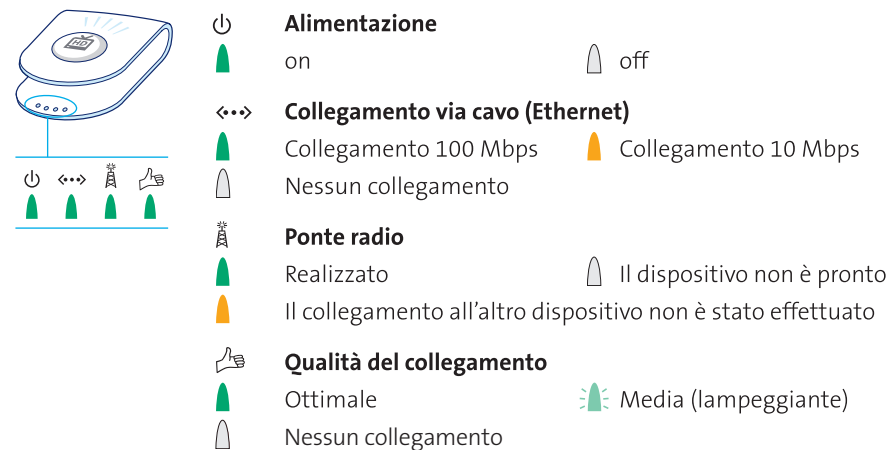 HD
Alimentazione
on off
Collegamento via cavo (Ethernet)
Collegamento 100 Mbps Collegamento 10 Mbps
Nessun collegamento
Ponte radio
Realizzato Il dispositivo non è pronto
Il collegamento all’altro dispositivo non è stato effettuato
Qualità del collegamento
Ottimale Media (lampeggiante)
Nessun collegamento